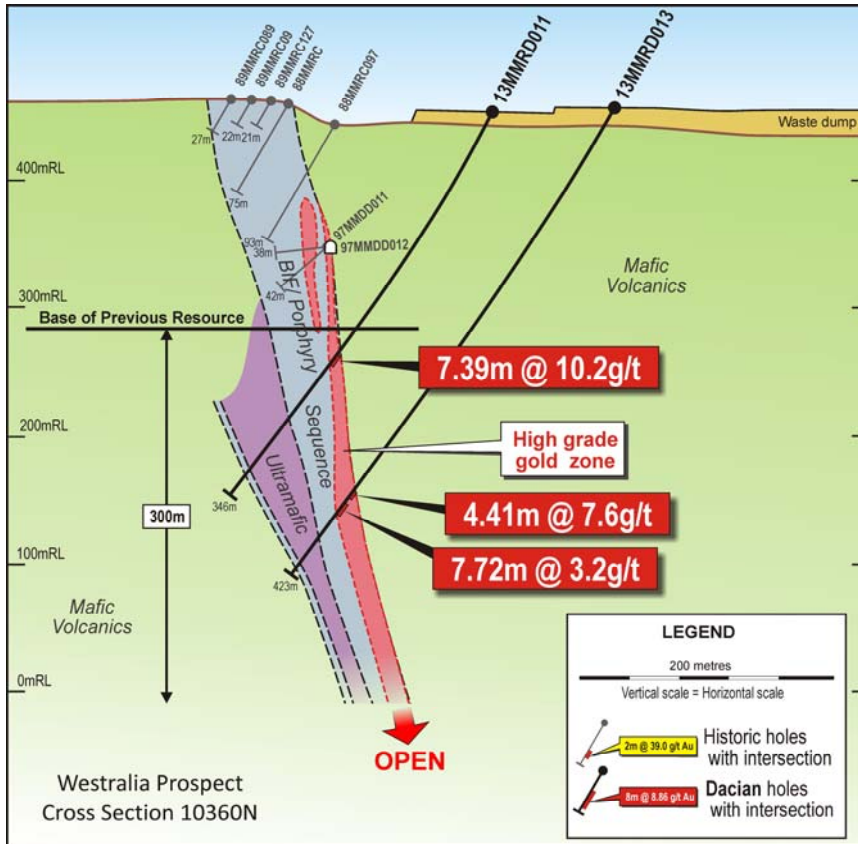 89MMRC089
89MMRC09
89MMRC127
88MMRC
88MMRC097
13MMRD011
13MMRD013
Waste dump
27m
22m
21m
400mRL
75m
93m
38m
97MMDD011
97MMDD012
42m
BIF/ Porphyry
Sequence
Mafic
Volcanics
300mRL
Base of Previous Resource
7.39m @ 10.2g/t
200mRL
High grade
gold zone
Ultramafic
346m
300m
4.41m @ 7.6g/t
7.72m @ 3.2g/t
100mRL
423m
Mafic
Volcanics
0mRL
OPEN
Westralia Prospect
Cross Section 10360N
LEGEND
200 metres
Vertical scale = Horizontal scale
2m @ 39.0 g/t Au
Historic holes
with intersection
8m @ 8.86 g/t Au
Dacian holes
with intersection